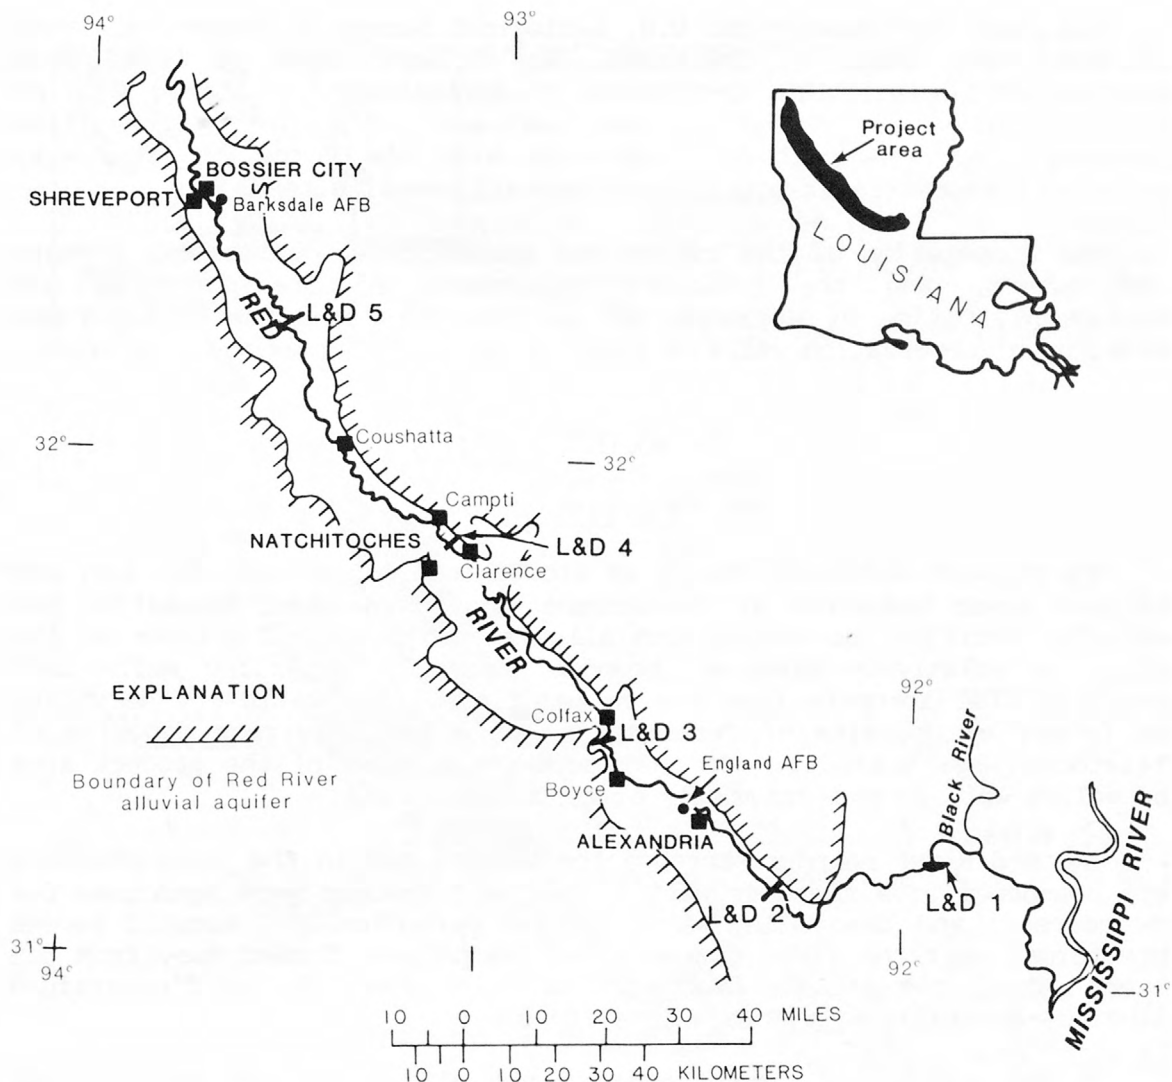 94°
93°
Project
area
LOUISIANA
BOSSIER CITY
SHREVEPORT
Barksdale AFB
RED
L&D 5
32°
Coushatta
32°
Campti
NATCHITOCHES
L&D 4
Clarence
RIVER
EXPLANATION
Boundary of Red River
alluvial aquifer
Colfax
L&D 3
92°
Black River
England AFB
Boyce
ALEXANDRIA
L&D 2
L&D 1
MISSISSIPPI RIVER
31°
94°
92°
31°
10 0 10 20 30 40 MILES
10 0 10 20 30 40 KILOMETERS